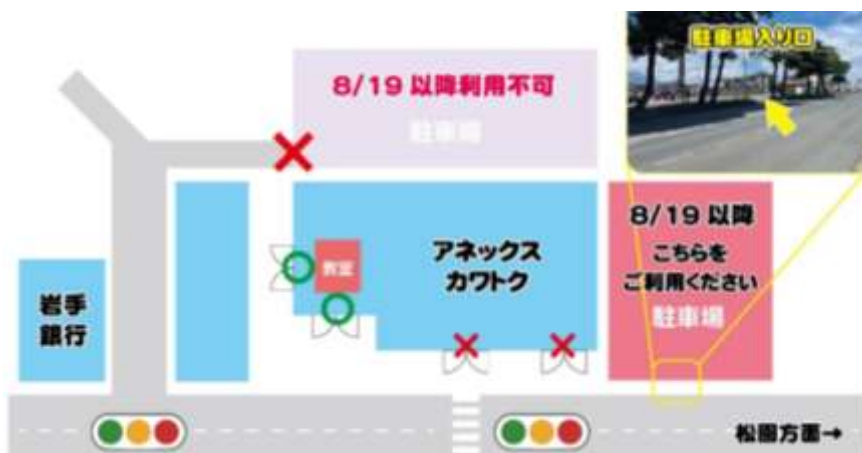 駐車場入り口
8/19 以降利用不可
駐車場
8/19 以降
こちらを
ご利用ください
駐車場
アネックス
カワトク
教室
岩手
銀行
松園方面→